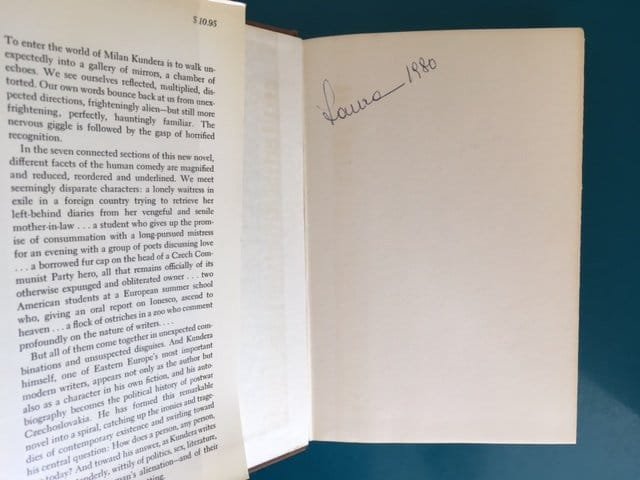 $10.95
To enter the world of Milan Kundera is to walk un-
expectedly into a gallery of mirrors, a chamber of
echoes. We see ourselves reflected, multiplied, dis-
torted. Our own words bounce back at us from unex-
pected directions, frighteningly alien—but still more
frightening, perfectly, hauntingly familiar. The
nervous giggle is followed by the gasp of horrified
recognition.
In the seven connected sections of this new novel,
different facets of the human comedy are magnified
and reduced, reordered and underlined. We meet
seemingly disparate characters: a lonely waitress in
exile in a foreign country trying to retrieve her
left-behind diaries from her vengeful and senile
mother-in-law . . . a student who gives up the prom-
ise of consummation with a long-pursued mistress
for an evening with a group of poets discussing love
. . . a borrowed fur cap on the head of a Czech Com-
munist Party hero, all that remains officially of its
otherwise expunged and obliterated owner . . . two
American students at a European summer school
who, giving an oral report on Ionesco, ascend to
heaven . . . a flock of ostriches in a zoo who comment
profoundly on the nature of writers. . . .
But all of them come together in unexpected com-
binations and unsuspected disguises. And Kundera
himself, one of Eastern Europe's most important
modern writers, appears not only as the author but
also as a character in his own fiction, and his auto-
biography becomes the political history of postwar
Czechoslovakia. He has formed this remarkable
novel into a spiral, catching up the ironies and trage-
dies of contemporary existence and swirling toward
his central question: How does a person, any person,
today? And toward his answer, as Kundera writes
wittily of politics, sex, literature,
alienation—and of their
Laura 1980